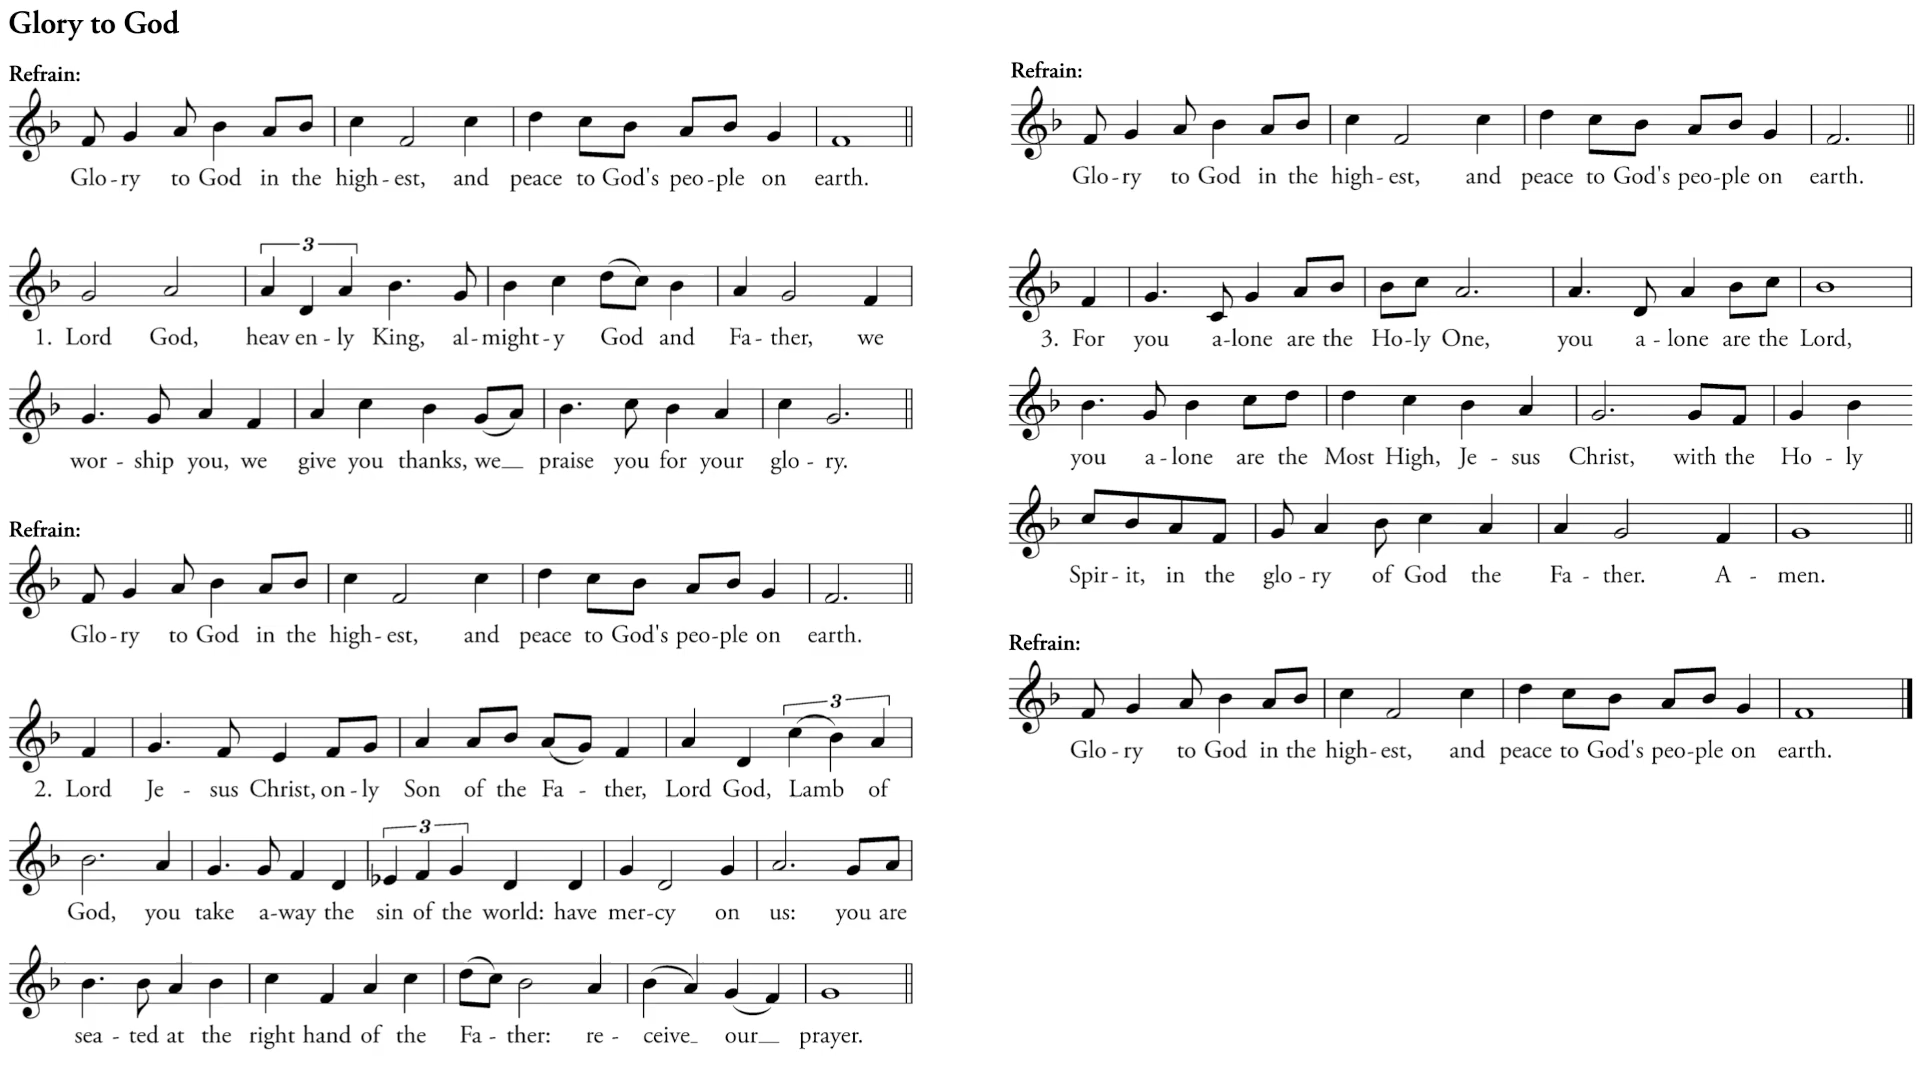 Glory to God
Refrain:
Glo - ry to God in the high - est, and peace to God's peo - ple on earth.
3
1. Lord God, heav en - ly King, al - might - y God and Fa - ther, we
wor - ship you, we give you thanks, we__ praise you for your glo - ry.
Refrain:
Glo - ry to God in the high - est, and peace to God's peo - ple on earth.
3
2. Lord Je - sus Christ, on - ly Son of the Fa - ther, Lord God, Lamb of
3
God, you take a - way the sin of the world: have mer - cy on us: you are
sea - ted at the right hand of the Fa - ther: re - ceive_ our__ prayer.
Refrain:
Glo - ry to God in the high - est, and peace to God's peo - ple on earth.
3. For you a - lone are the Ho - ly One, you a - lone are the Lord,
you a - lone are the Most High, Je - sus Christ, with the Ho - ly
Spir - it, in the glo - ry of God the Fa - ther. A - men.
Refrain:
Glo - ry to God in the high - est, and peace to God's peo - ple on earth.